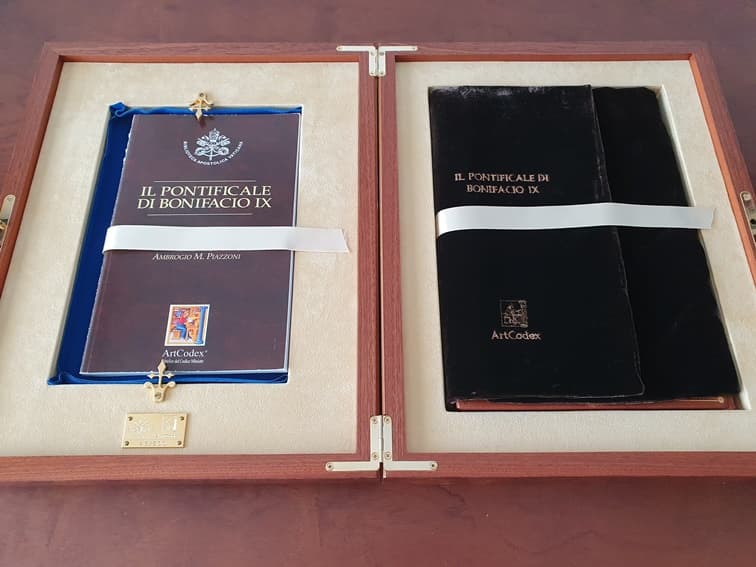 BIBLIOTECA APOSTOLICA VATICANA
IL PONTIFICALE
DI BONIFACIO IX
AMBROGIO M. PIAZZONI
ArtCodex
IL PONTIFICALE DI
BONIFACIO IX
ArtCodex